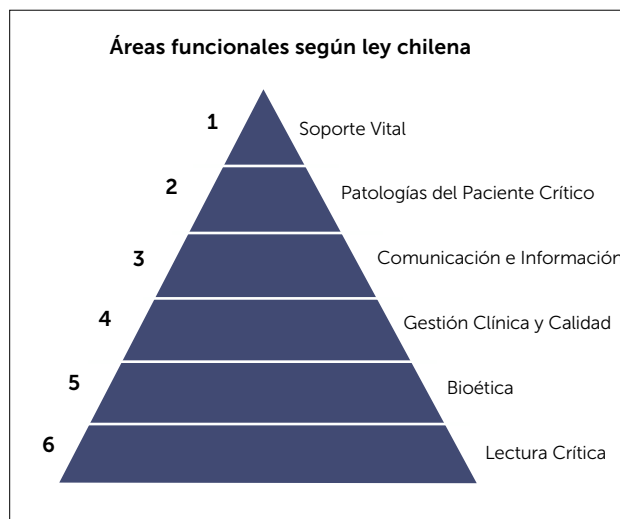 Áreas funcionales según ley chilena
1
Soporte Vital
2
Patologías del Paciente Crítico
3
Comunicación e Información
4
Gestión Clínica y Calidad
5
Bioética
6
Lectura Crítica